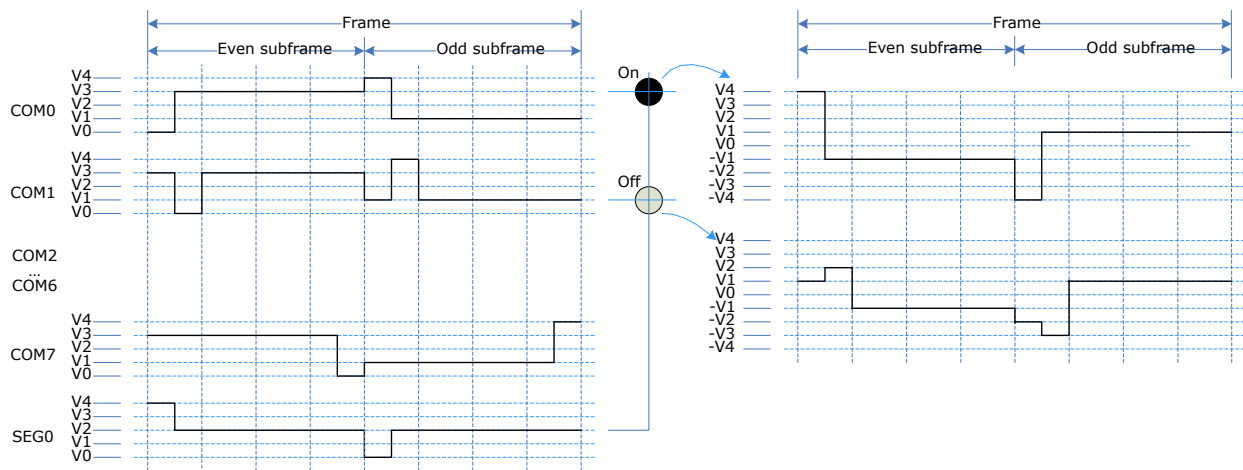 Frame
Even subframe
Odd subframe
COM0
V4
V3
V2
V1
V0
COM1
V4
V3
V2
V1
V0
COM2
...
COM6
COM7
V4
V3
V2
V1
V0
SEG0
V4
V3
V2
V1
V0
On
Off
Frame
Even subframe
Odd subframe
V4
V3
V2
V1
V0
-V1
-V2
-V3
-V4
V4
V3
V2
V1
V0
-V1
-V2
-V3
-V4